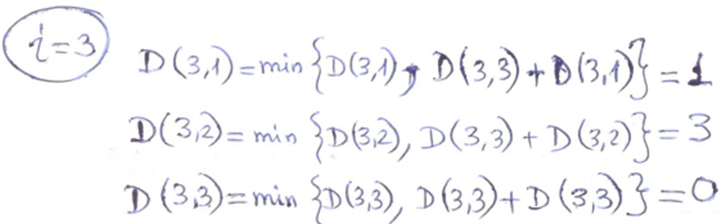 i=3 D(3,1)=min{D(3,1), D(3,3)+D(3,1)}=1
D(3,2)=min{D(3,2), D(3,3)+D(3,2)}=3
D(3,3)=min{D(3,3), D(3,3)+D(3,3)}=0